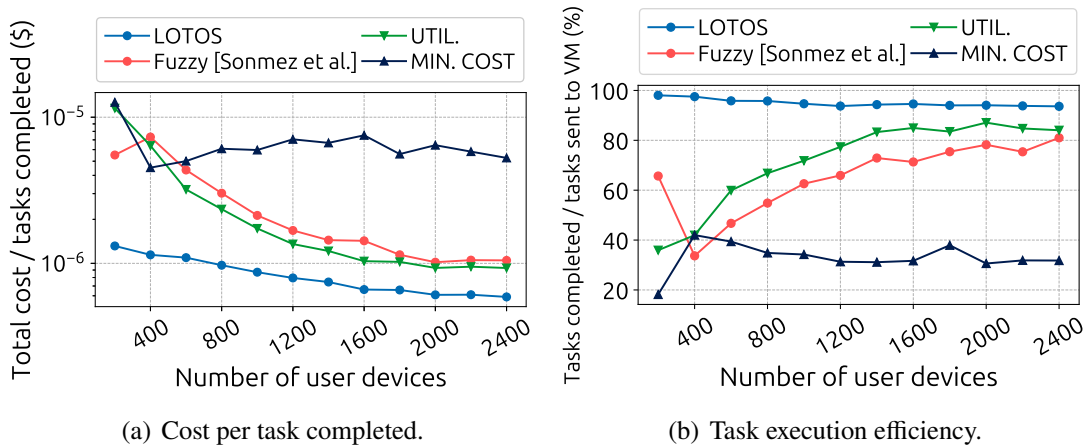 LOTOS
Fuzzy [Sonmez et al.]
UTIL.
MIN. COST
Total cost / tasks completed ($)
10⁻⁵
10⁻⁶
400
800
1200
1600
2000
2400
Number of user devices
(a) Cost per task completed.
LOTOS
Fuzzy [Sonmez et al.]
UTIL.
MIN. COST
Tasks completed / tasks sent to VM (%)
100
80
60
40
20
400
800
1200
1600
2000
2400
Number of user devices
(b) Task execution efficiency.